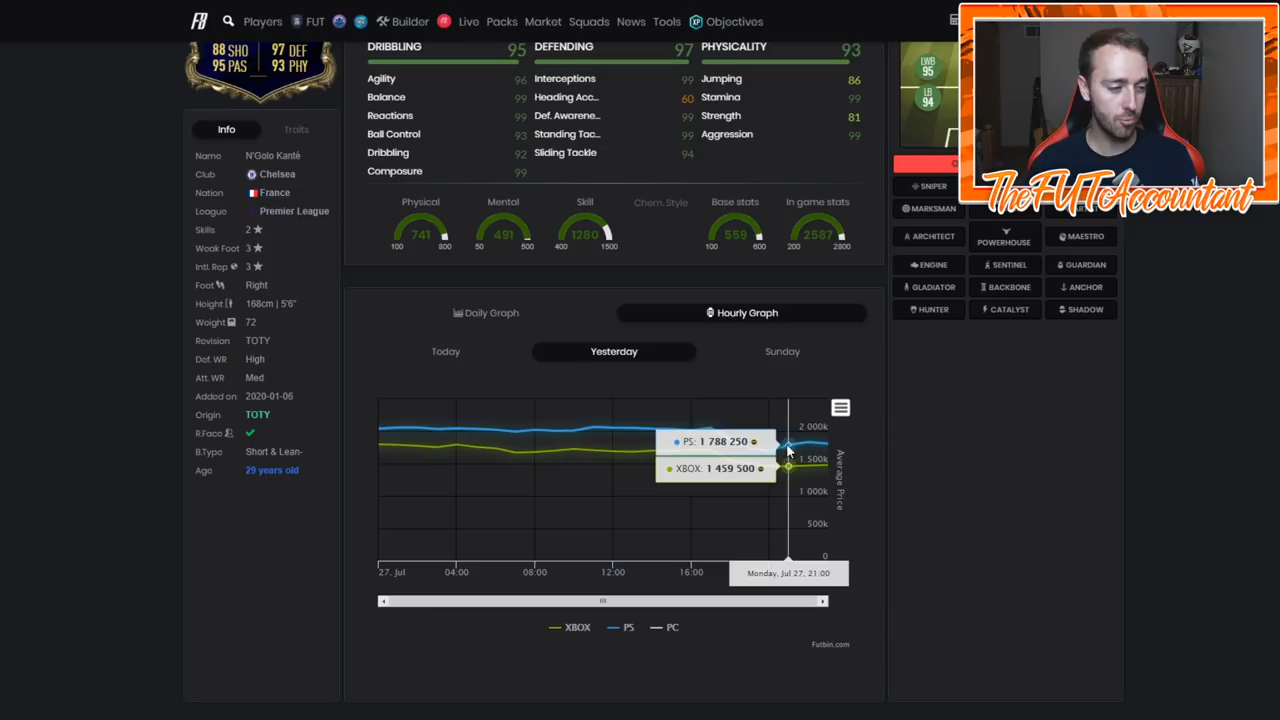 FB Players FUT Builder Live Packs Market Squads News Tools XP Objectives
88 SHO 97 DEF
95 PAS 93 PHY
DRIBBLING 95
Agility 96
Balance 99
Reactions 99
Ball Control 93
Dribbling 92
Composure 99
DEFENDING 97
Interceptions 99
Heading Acc... 60
Def. Awarene... 99
Standing Tac... 99
Sliding Tackle 94
PHYSICALITY 93
Jumping 86
Stamina 99
Strength 81
Aggression 99
LWB
95
LB
94
TheFUTAccountant
Info Traits
Name N'Golo Kanté
Club Chelsea
Nation France
League Premier League
Skills 2
Weak Foot 3
Intl. Rep 3
Foot Right
Height 168cm | 5'6"
Weight 72
Revision TOTY
Def. WR High
Att. WR Med
Added on 2020-01-06
Origin TOTY
R.Face
B.Type Short & Lean-
Age 29 years old
Physical Mental Skill Chem. Style Base stats In game stats
741 491 1280 559 2587
100 800 50 500 400 1500 100 600 200 2800
SNIPER
MARKSMAN
ARCHITECT POWERHOUSE MAESTRO
ENGINE SENTINEL GUARDIAN
GLADIATOR BACKBONE ANCHOR
HUNTER CATALYST SHADOW
Daily Graph Hourly Graph
Today Yesterday Sunday
2 000k
1 500k
1 000k
500k
0
Average Price
PS: 1 788 250
XBOX: 1 459 500
27. Jul 04:00 08:00 12:00 16:00
Monday, Jul 27, 21:00
XBOX PS PC
Futbin.com